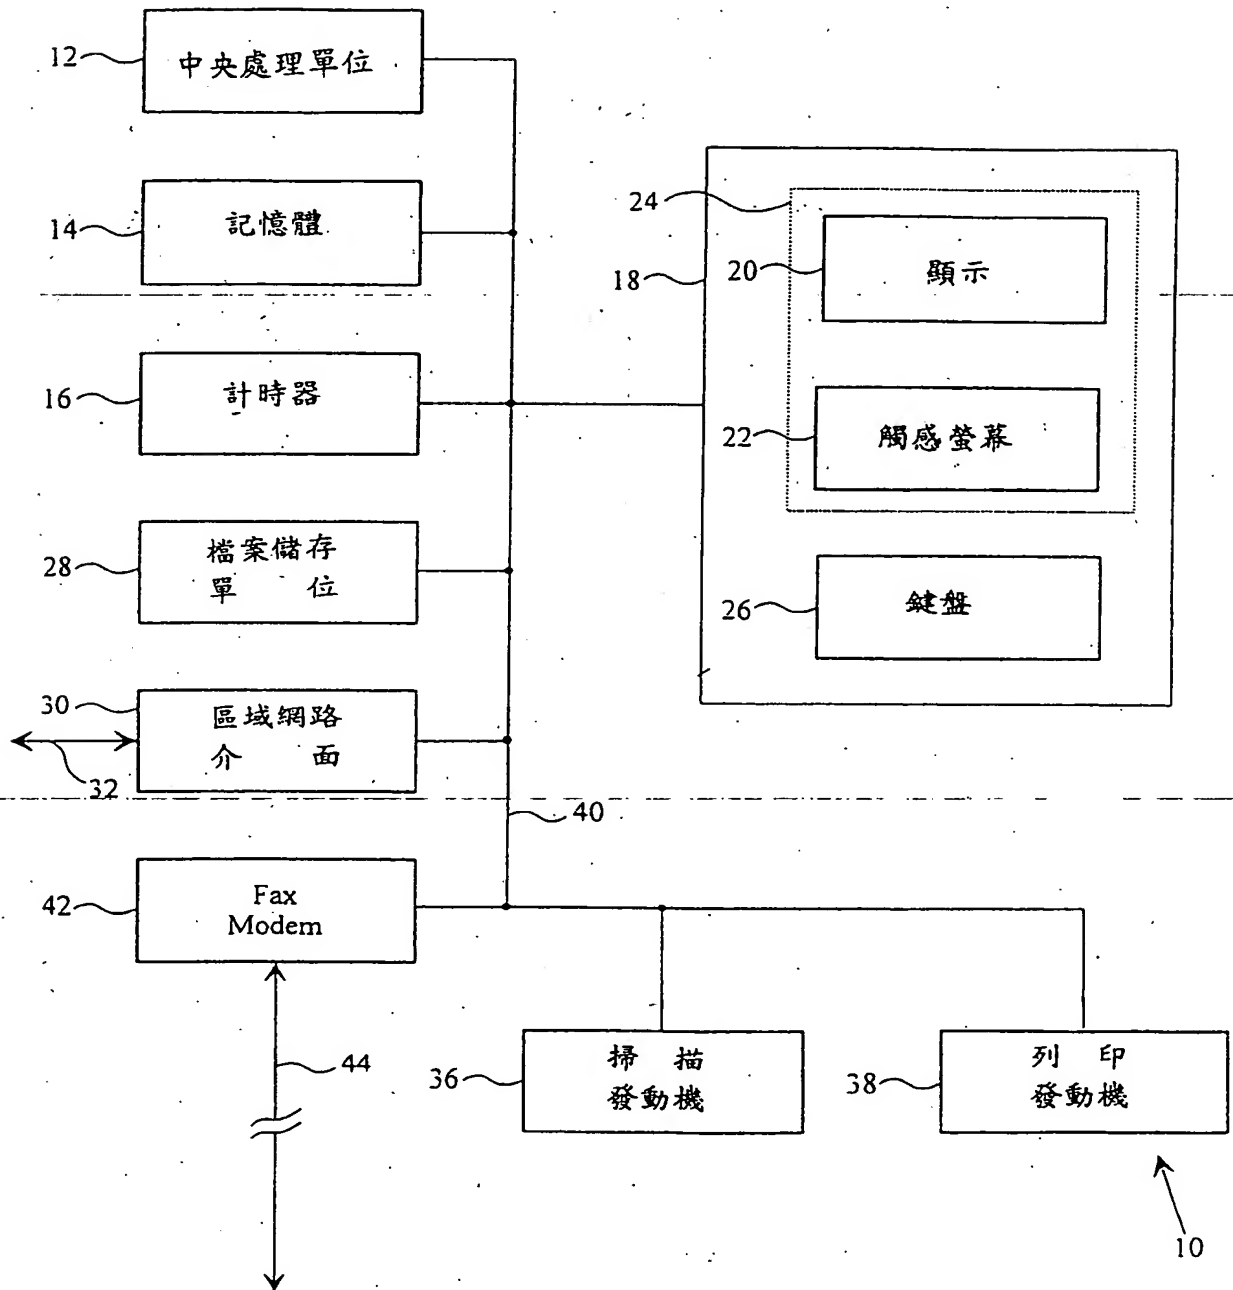 12
中央處理單位
14
記憶體
16
計時器
28
檔案儲存
單位
30
區域網路
介面
32
40
42
Fax
Modem
44
18
24
20
顯示
22
觸感螢幕
26
鍵盤
36
掃描
發動機
38
列印
發動機
10